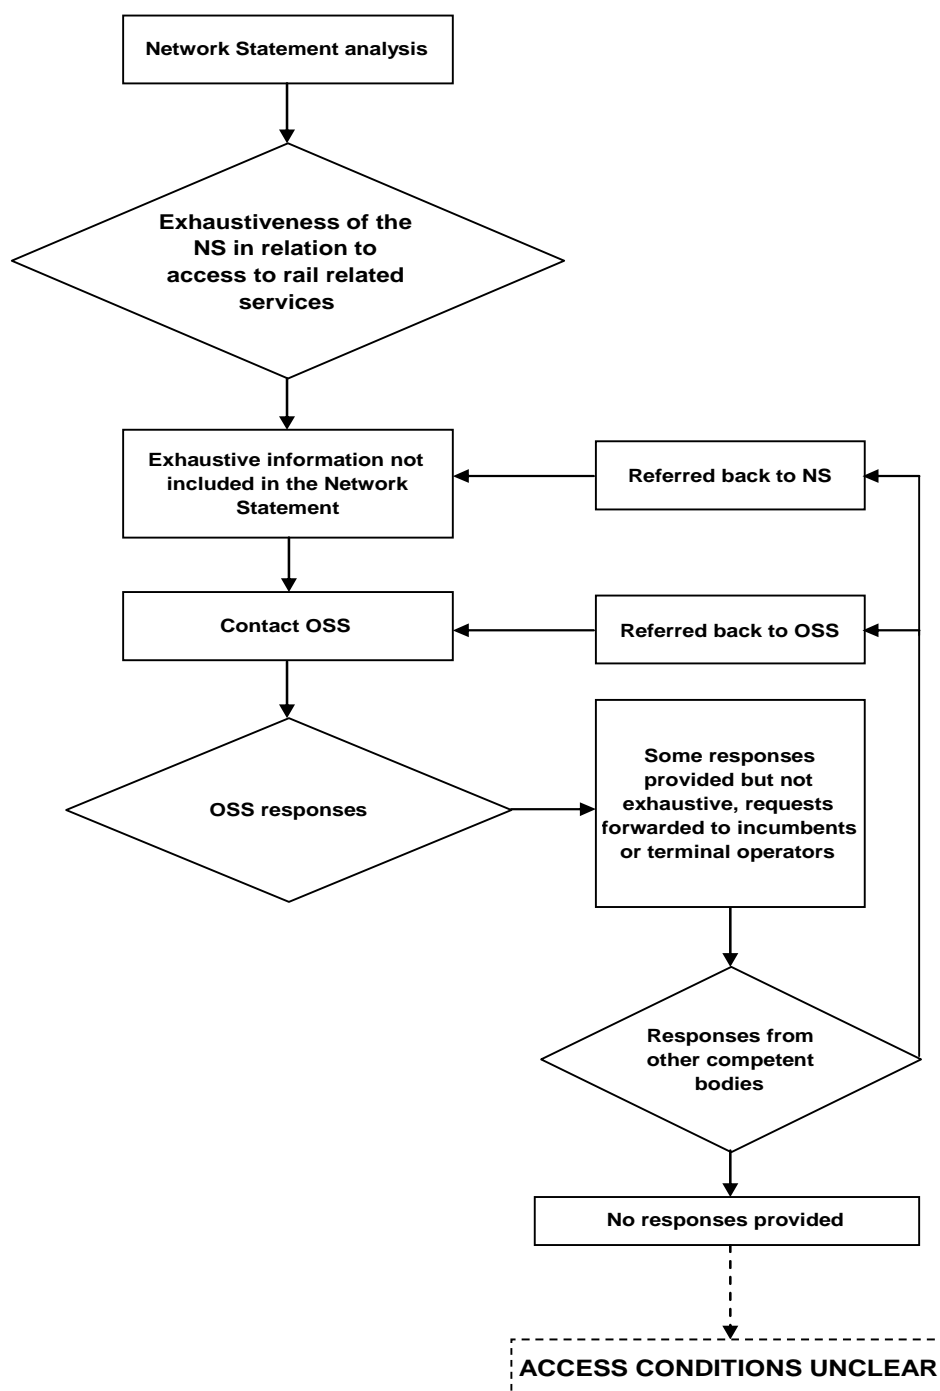 Network Statement analysis
Exhaustiveness of the
NS in relation to
access to rail related
services
Exhaustive information not
included in the Network
Statement
Referred back to NS
Contact OSS
Referred back to OSS
OSS responses
Some responses
provided but not
exhaustive, requests
forwarded to incumbents
or terminal operators
Responses from
other competent
bodies
No responses provided
ACCESS CONDITIONS UNCLEAR